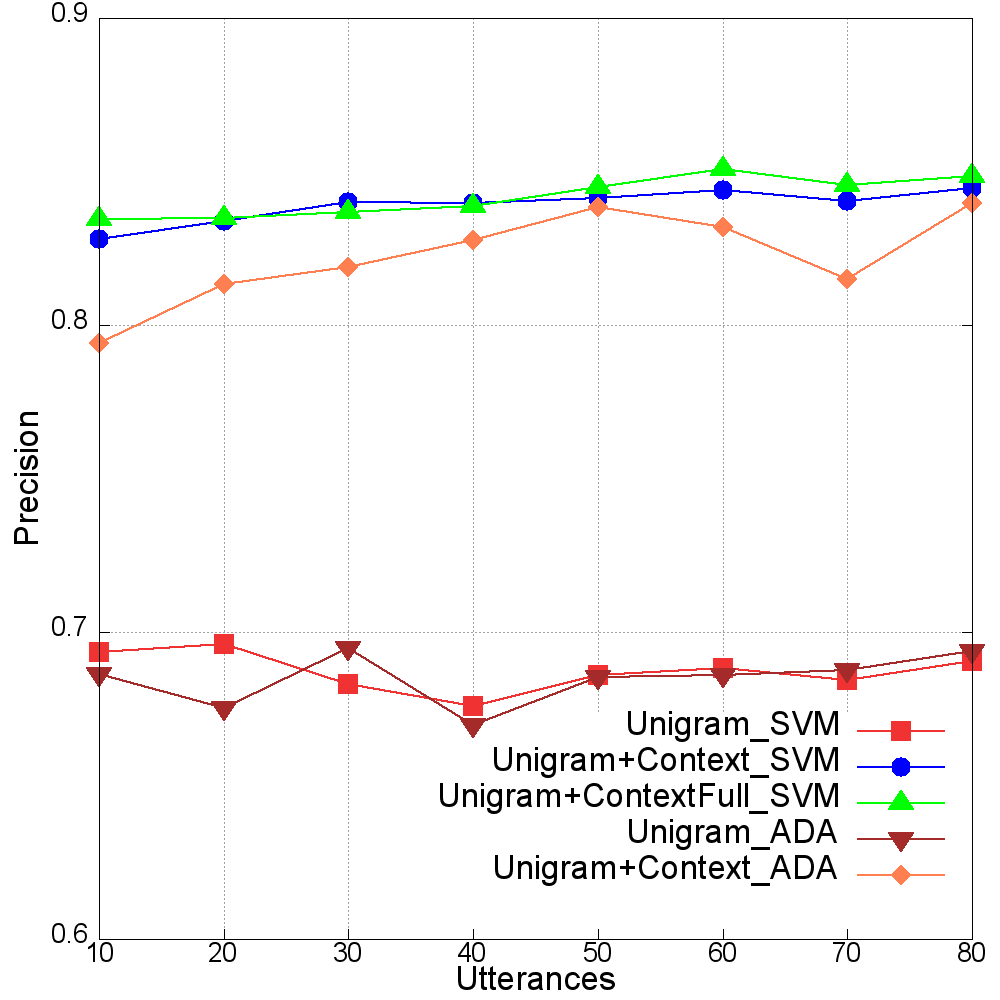 0.9
0.8
0.7
0.6
Precision
10 20 30 40 50 60 70 80
Utterances
Unigram_SVM
Unigram+Context_SVM
Unigram+ContextFull_SVM
Unigram_ADA
Unigram+Context_ADA